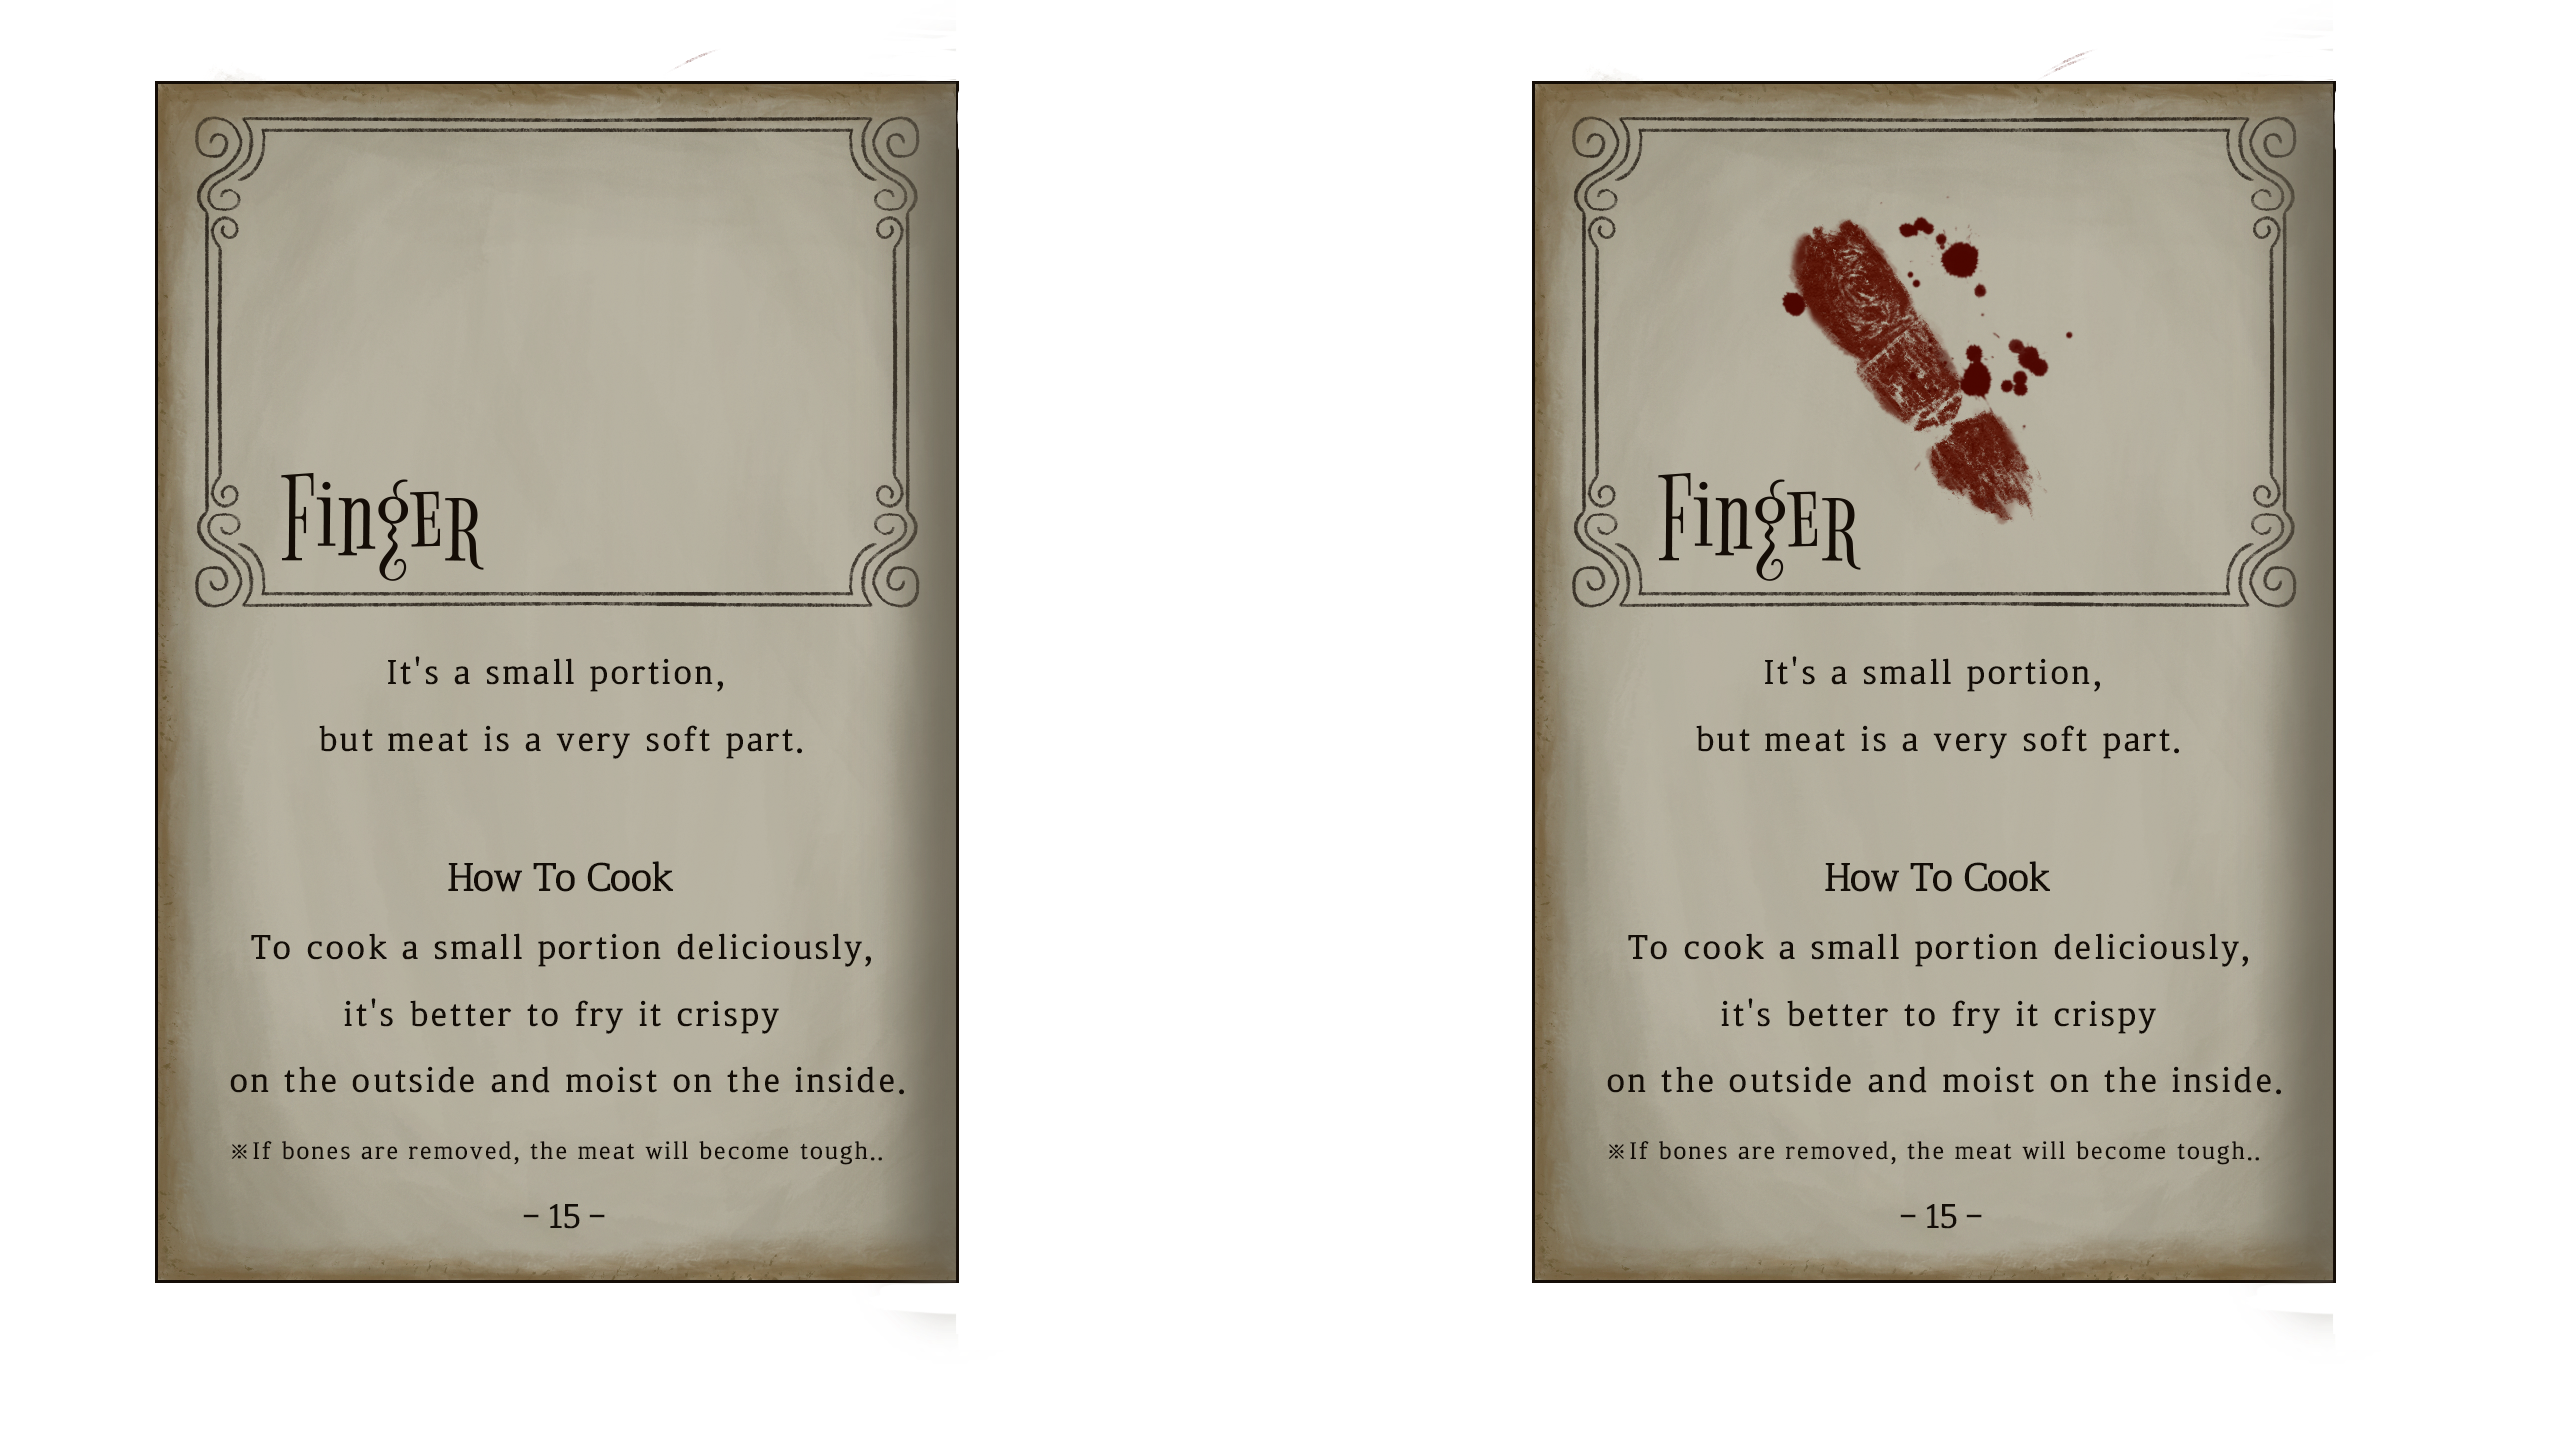 FingER
It's a small portion,
but meat is a very soft part.
How To Cook
To cook a small portion deliciously,
it's better to fry it crispy
on the outside and moist on the inside.
※If bones are removed, the meat will become tough..
– 15 –
FingER
It's a small portion,
but meat is a very soft part.
How To Cook
To cook a small portion deliciously,
it's better to fry it crispy
on the outside and moist on the inside.
※If bones are removed, the meat will become tough..
– 15 –